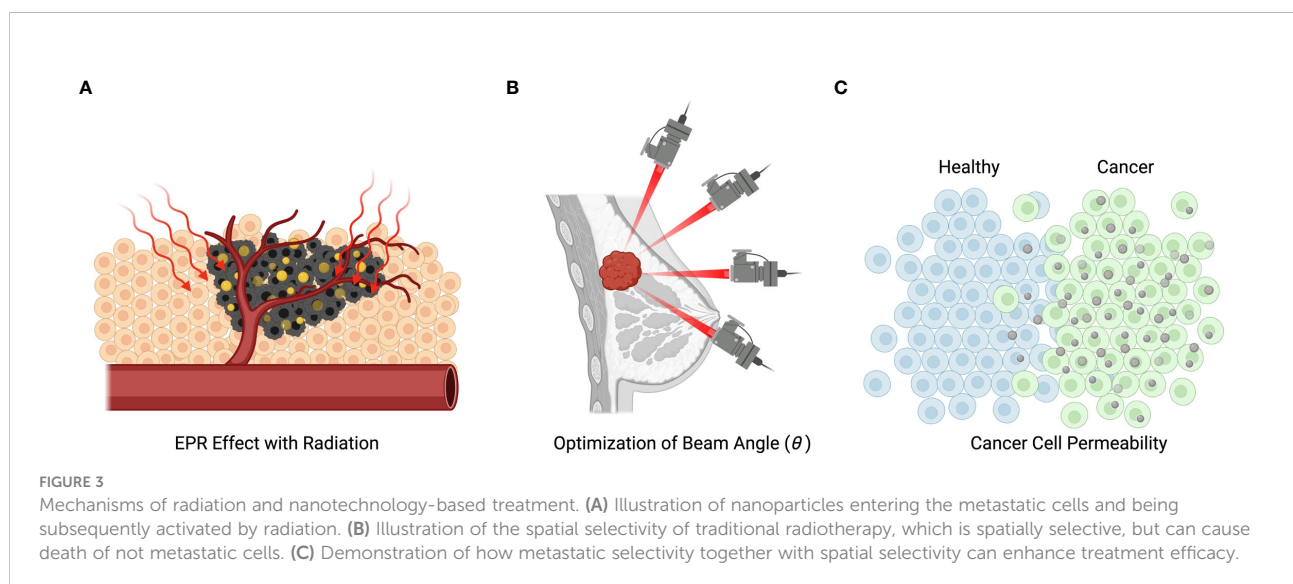 A
B
C
Healthy
Cancer
EPR Effect with Radiation
Optimization of Beam Angle (θ )
Cancer Cell Permeability
FIGURE 3
Mechanisms of radiation and nanotechnology-based treatment. (A) Illustration of nanoparticles entering the metastatic cells and being
subsequently activated by radiation. (B) Illustration of the spatial selectivity of traditional radiotherapy, which is spatially selective, but can cause
death of not metastatic cells. (C) Demonstration of how metastatic selectivity together with spatial selectivity can enhance treatment efficacy.